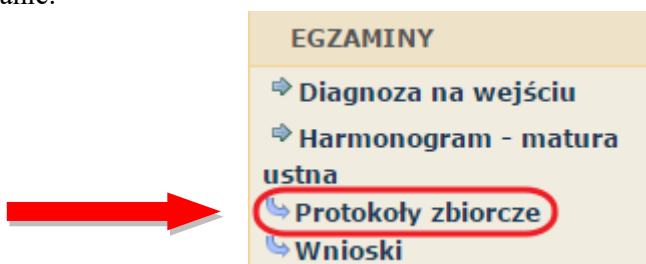 EGZAMINY
Diagnoza na wejściu
Harmonogram - matura
ustna
Protokoły zbiorcze
Wnioski